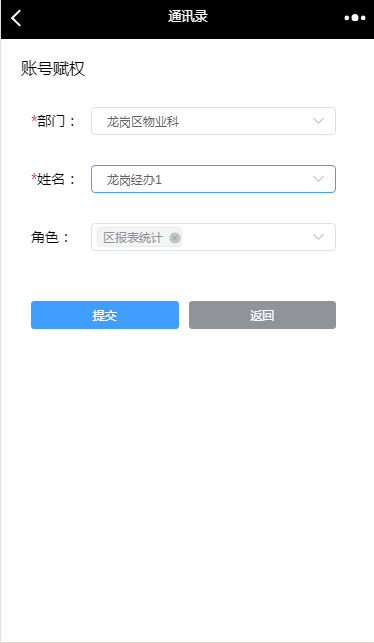 通讯录
账号赋权
*部门： 龙岗区物业科
*姓名： 龙岗经办1
角色： 区报表统计
提交 返回